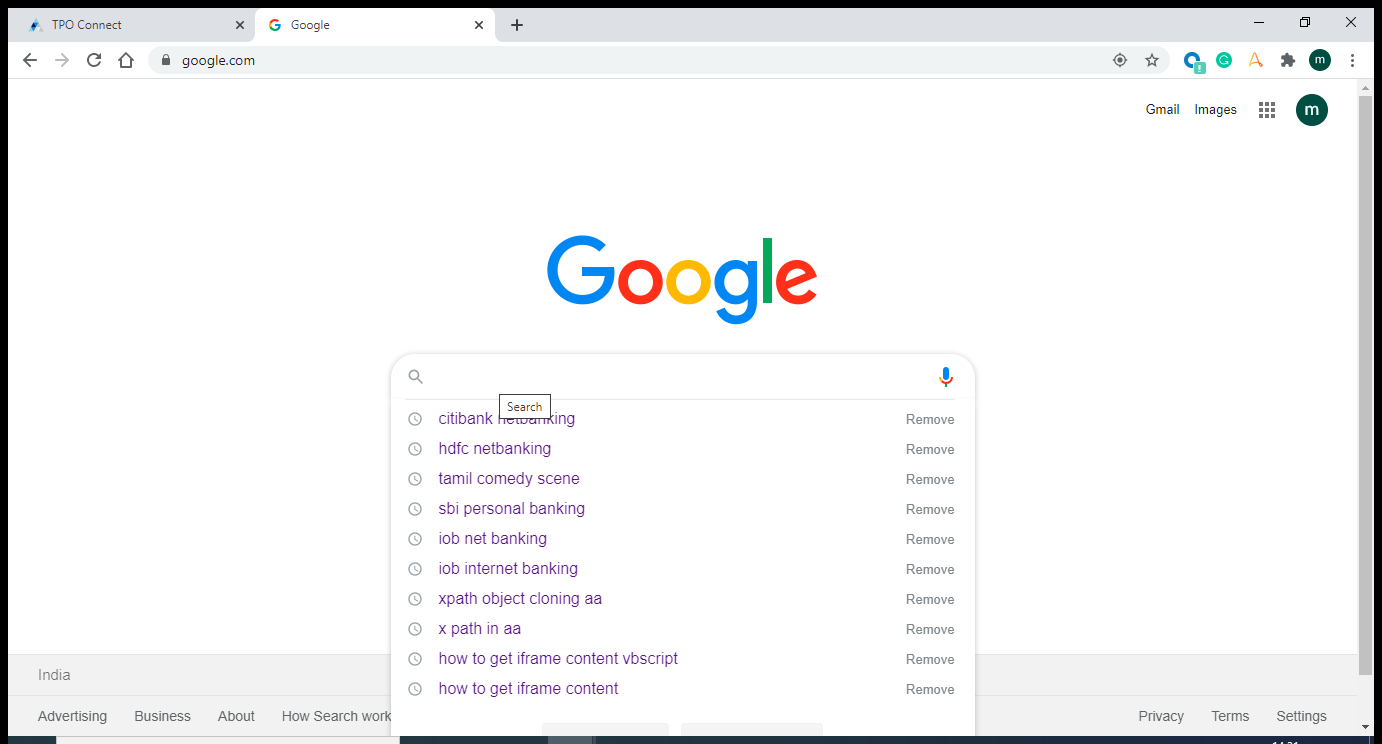 TPO Connect
Google
google.com
m
Gmail Images
m
Google
Search
citibank netbanking Remove
hdfc netbanking Remove
tamil comedy scene Remove
sbi personal banking Remove
iob net banking Remove
iob internet banking Remove
xpath object cloning aa Remove
x path in aa Remove
how to get iframe content vbscript Remove
how to get iframe content Remove
India
Advertising Business About How Search work Privacy Terms Settings